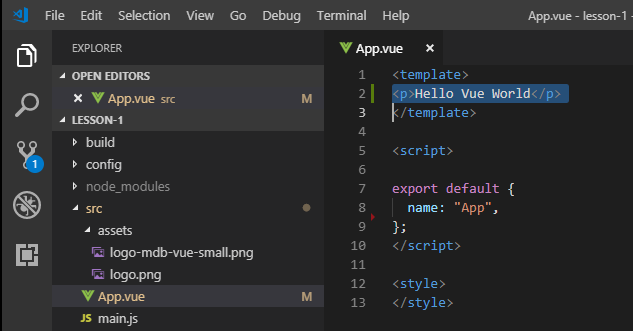 File Edit Selection View Go Debug Terminal Help App.vue - lesson-1 -
EXPLORER
OPEN EDITORS
App.vue src M
LESSON-1
build
config
node_modules
src
assets
logo-mdb-vue-small.png
logo.png
App.vue M
JS main.js
1
App.vue
1 <template>
2 <p>Hello Vue World</p>
3 </template>
4
5 <script>
6
7 export default {
8 name: "App",
9 };
10 </script>
11
12 <style>
13 </style>